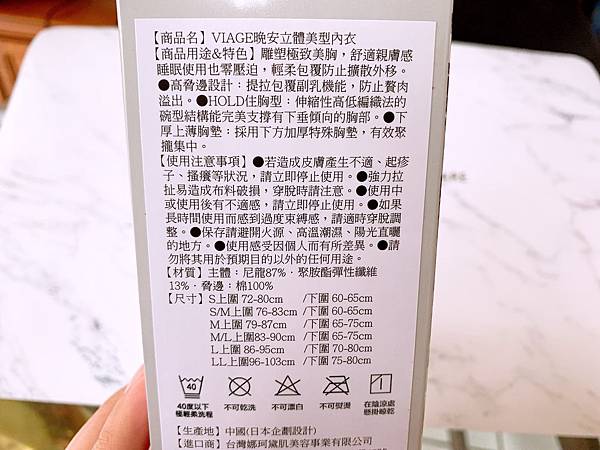 【商品名】VIAGE晚安立體美型內衣
【商品用途&特色】雕塑極致美胸，舒適親膚感
睡眠使用也零壓迫，輕柔包覆防止擴散外移。
●高脅邊設計：提拉包覆副乳機能，防止贅肉
溢出。●HOLD住胸型：伸縮性高低編織法的
碗型結構能完美支撐有下垂傾向的胸部。●下
厚上薄胸墊：採用下方加厚特殊胸墊，有效聚
攏集中。
【使用注意事項】●若造成皮膚產生不適、起疹
子、搔癢等狀況，請立即停止使用。●強力拉
扯易造成布料破損，穿脫時請注意。●使用中
或使用後有不適感，請立即停止使用。●如果
長時間使用而感到過度束縛感，請適時穿脫調
整。●保存請避開火源、高溫潮濕、陽光直曬
的地方。●使用感受因個人而有所差異。●請
勿將其用於預期目的以外的任何用途。
【材質】主體：尼龍87%．聚胺酯彈性纖維
13%．脅邊：棉100%
【尺寸】S上圍 72-80cm /下圍 60-65cm
S/M上圍 76-83cm /下圍 60-65cm
M上圍 79-87cm /下圍 65-75cm
M/L上圍83-90cm /下圍 65-75cm
L上圍 86-95cm /下圍 70-80cm
LL上圍96-103cm /下圍 75-80cm
40
40度以下 不可乾洗 不可漂白 不可熨燙 在陰涼處
極輕柔洗程 懸掛晾乾
【生產地】 中國(日本企劃設計)
【進口商】 台灣娜珂黛肌美容事業有限公司